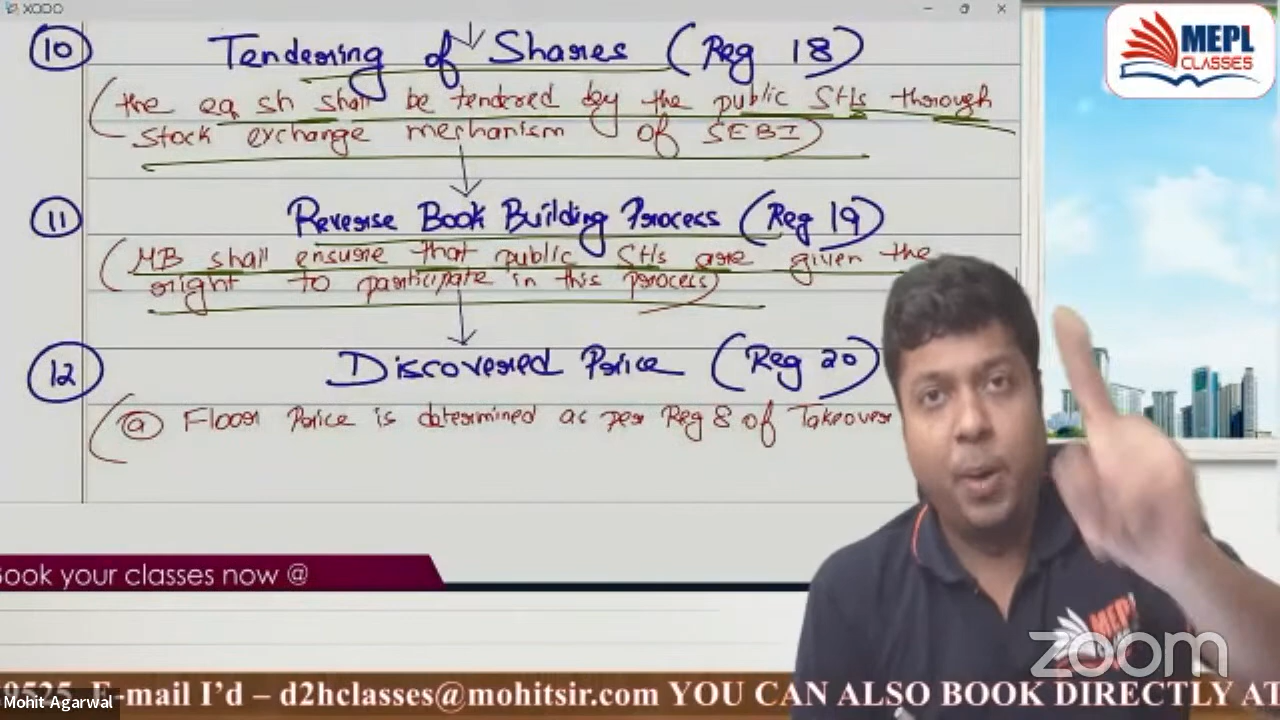 XODO
10 Tendering of Shares (Reg 18)
(the eq sh shall be tendered by the public SHs through
stock exchange mechanism of SEBI)
11 Reverse Book Building Process (Reg 19)
(MB shall ensure that public SHs are given the
right to participate in this process)
12 Discovered Price (Reg 20)
(a) Floor Price is determined as per Reg 8 of Takeover
MEPL
CLASSES
MEPL
Book your classes now @
zoom
9525 E-mail I’d – d2hclasses@mohitsir.com YOU CAN ALSO BOOK DIRECTLY AT
Mohit Agarwal